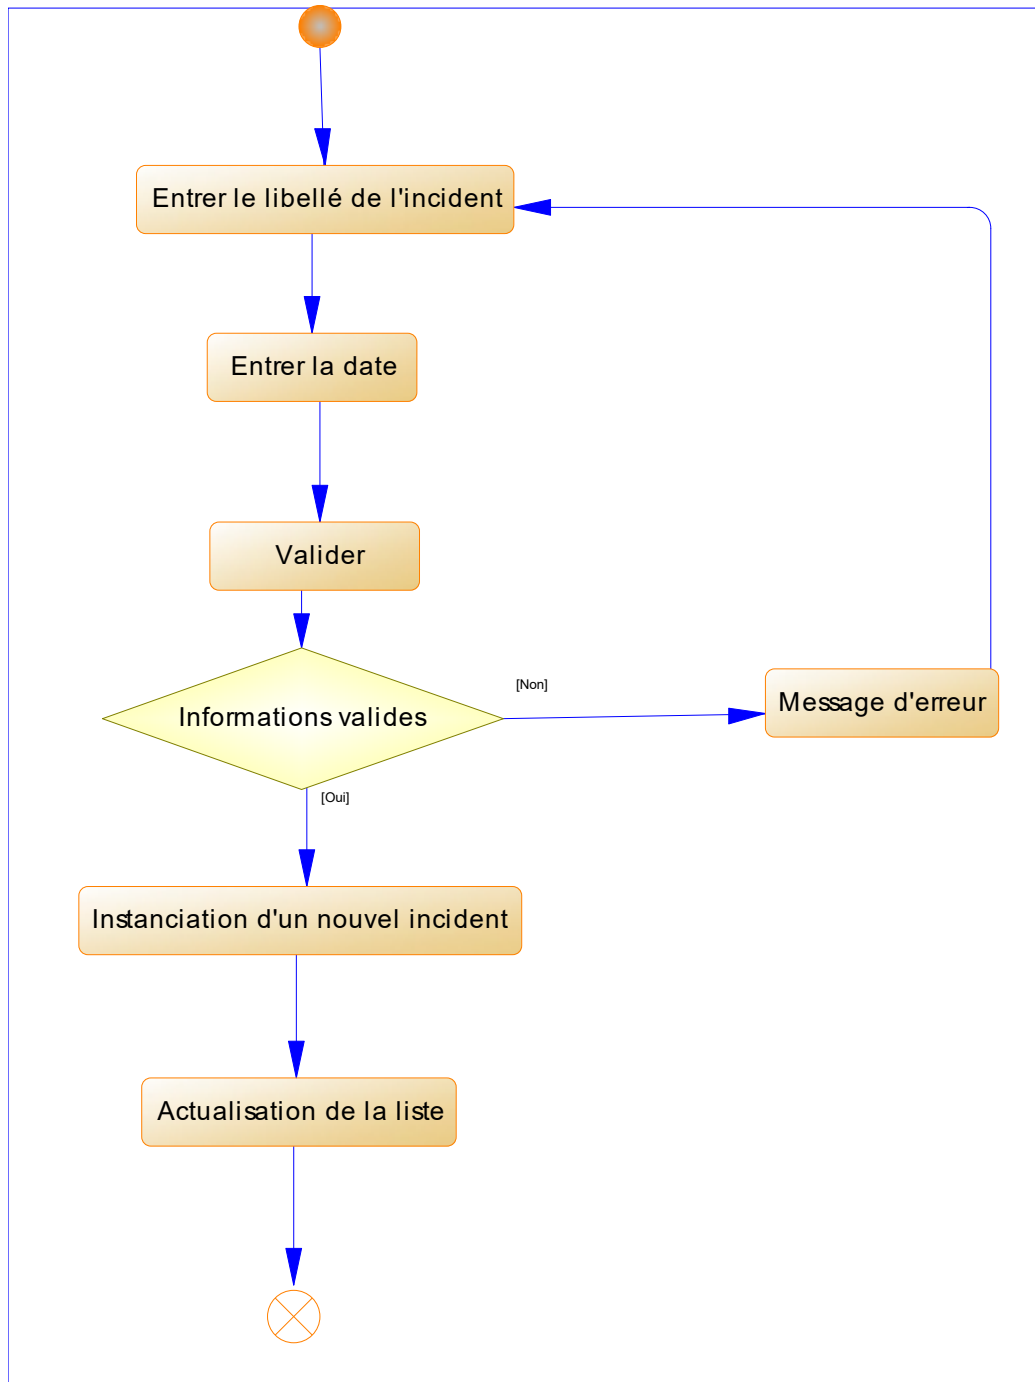 Entrer le libellé de l'incident
Entrer la date
Valider
Informations valides
[Non]
Message d'erreur
[Oui]
Instanciation d'un nouvel incident
Actualisation de la liste